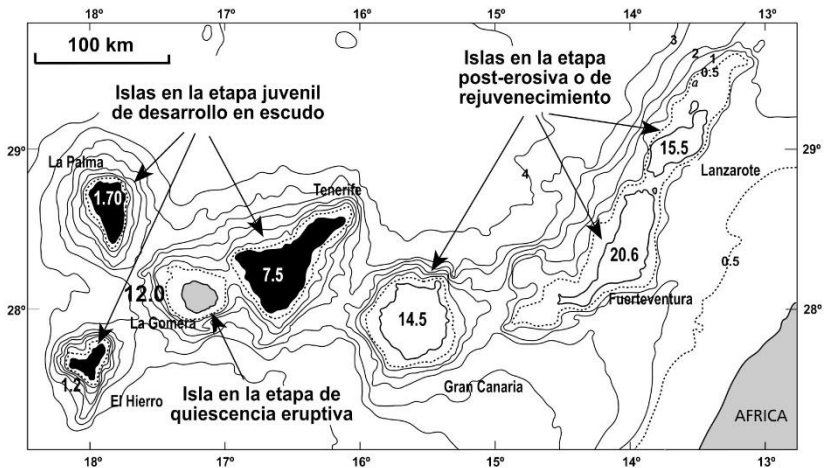 18° 17° 16° 15° 14° 13°
100 km
Islas en la etapa juvenil
de desarrollo en escudo
Islas en la etapa
post-erosiva o de
rejuvenecimiento
3
2
1
0.5
29° 29°
La Palma
1.70
Tenerife
4
15.5
Lanzarote
7.5
20.6
0.5
12.0
28° 28°
La Gomera
14.5
Fuerteventura
1.2
El Hierro
Isla en la etapa de
quiescencia eruptiva
Gran Canaria
AFRICA
18° 17° 16° 15° 14° 13°